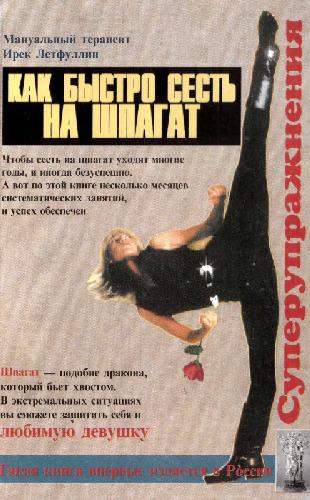 Мануальный терапевт
Ирек Летфуллин
КАК БЫСТРО СЕСТЬ
НА ШПАГАТ
Чтобы сесть на шпагат уходят многие
годы, и иногда безуспешно.
А вот по этой книге несколько месяцев
систематических занятий,
и успех обеспечен
Суперупражнения
Шпагат — подобие дракона,
который бьет хвостом.
В экстремальных ситуациях
вы сможете защитить себя и
любимую девушку
Такая книга впервые издается в России